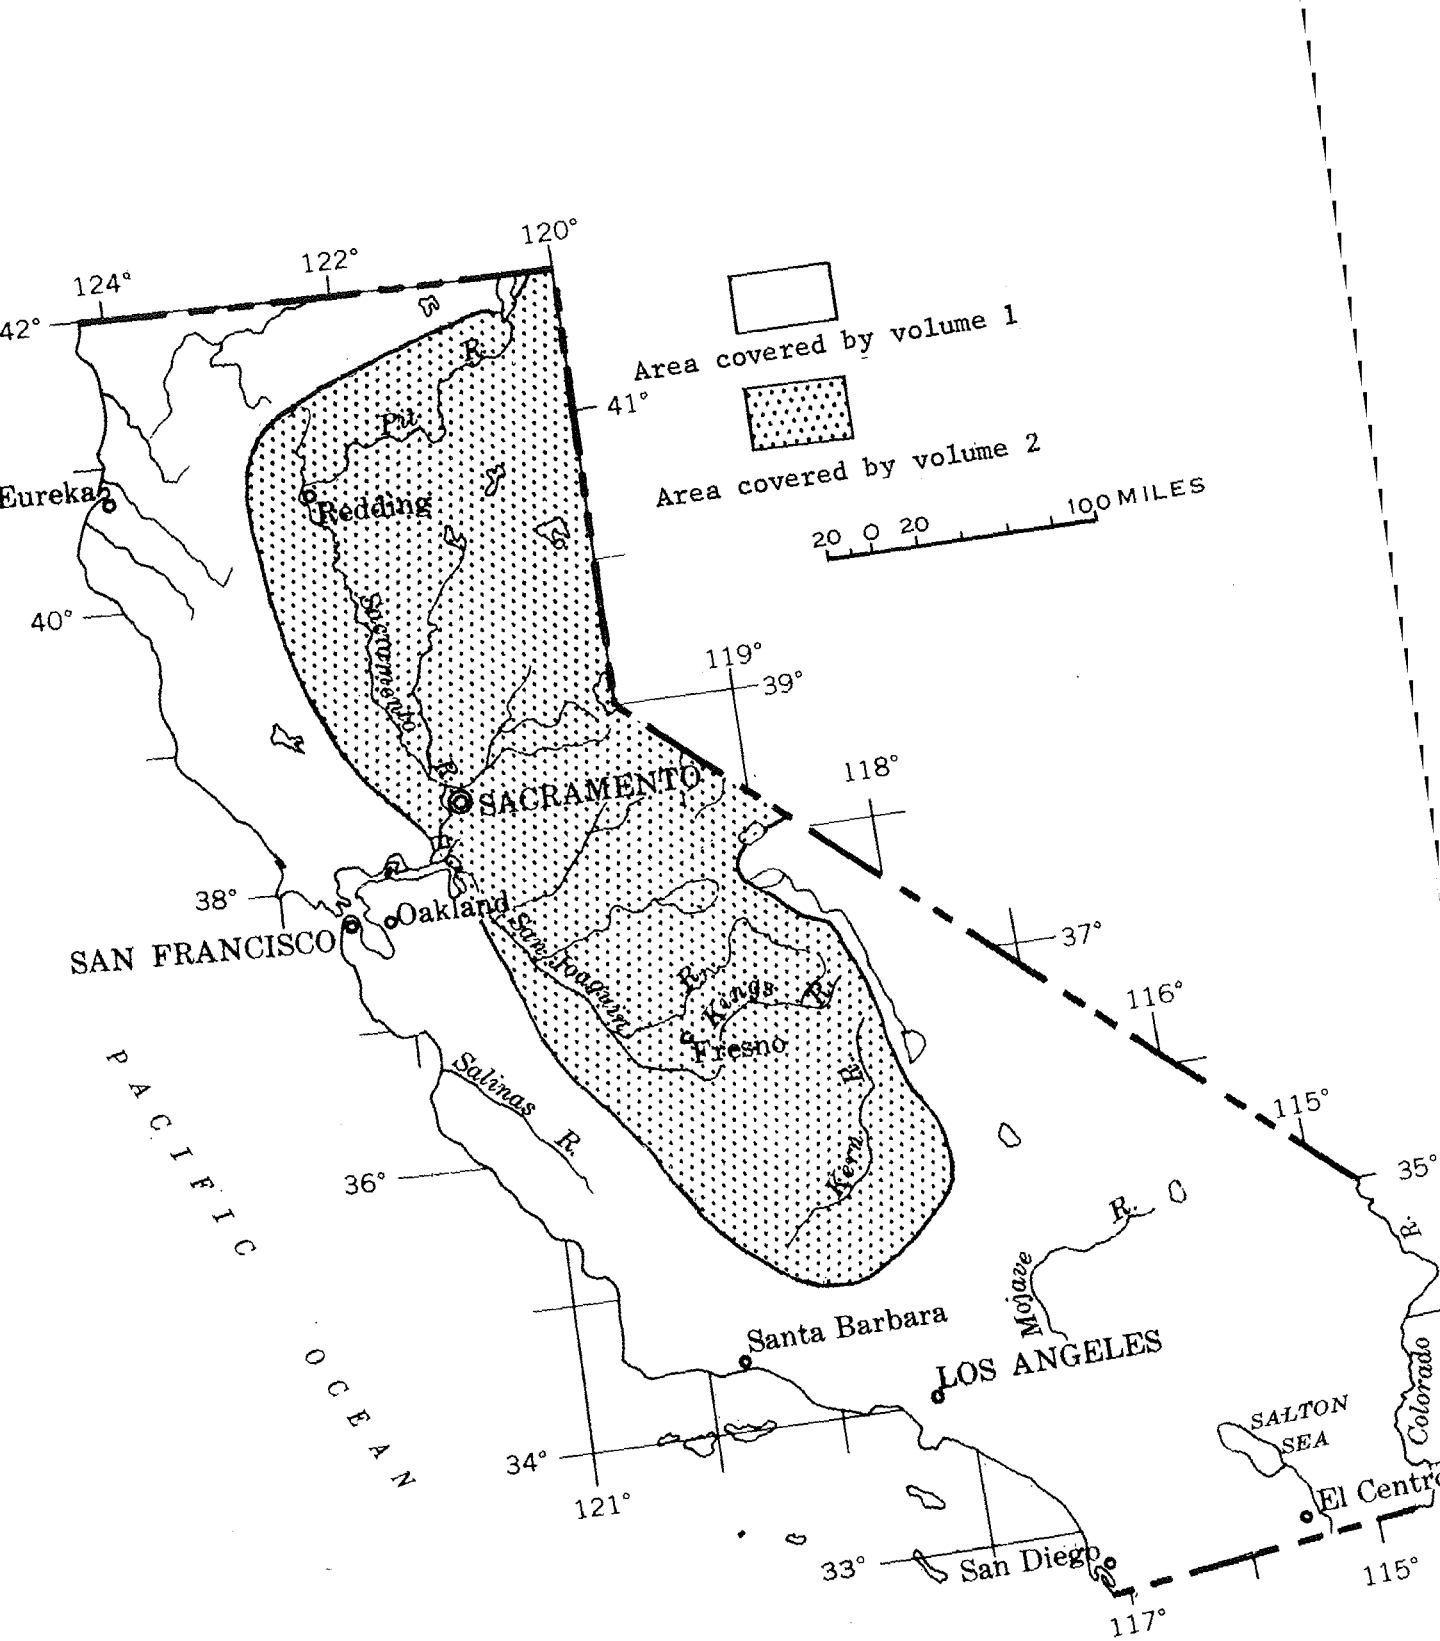 120°
122°
124°
42°
Area covered by volume 1
R.
41°
Pit
Area covered by volume 2
Eureka
Redding
20 0 20 100 MILES
40°
Sacramento
R.
119°
39°
118°
SACRAMENTO
38°
Oakland
SAN FRANCISCO
San Joaquin
R.
Kings
R.
Fresno
37°
116°
PACIFIC
OCEAN
Salinas
R.
Kern
R.
115°
36°
35°
Mojave
R.
R.
Colorado
Santa Barbara
LOS ANGELES
SALTON
SEA
34°
121°
El Centro
33°
San Diego
115°
117°